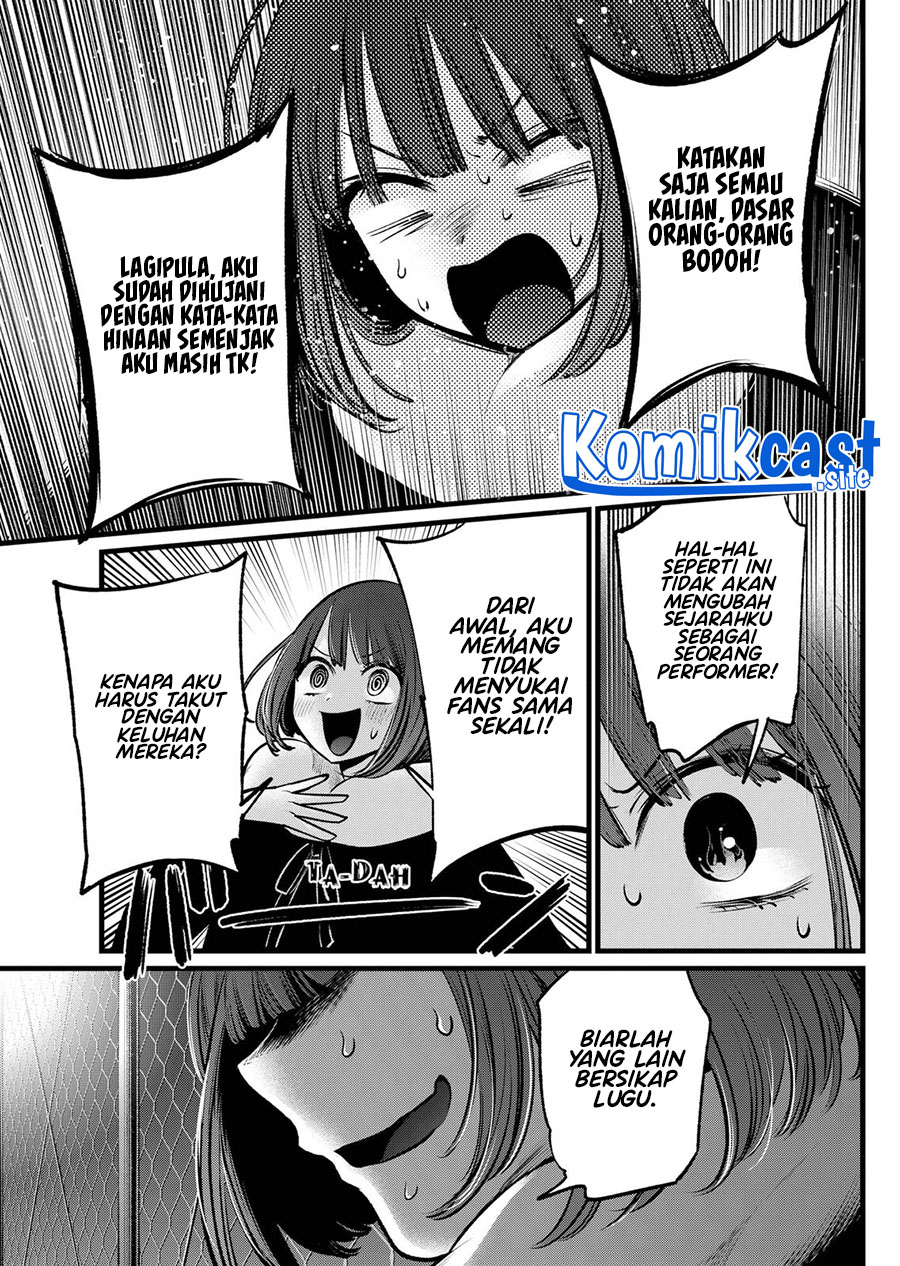 KATAKAN
SAJA SEMAU
KALIAN, DASAR
ORANG-ORANG
BODOH!
LAGIPULA, AKU
SUDAH DIHUJANI
DENGAN KATA-KATA
HINAAN SEMENJAK
AKU MASIH TK!
Komikcast
.site
HAL-HAL
SEPERTI INI
TIDAK AKAN
MENGUBAH
SEJARAHKU
SEBAGAI
SEORANG
PERFORMER!
DARI
AWAL, AKU
MEMANG
TIDAK
MENYUKAI
FANS SAMA
SEKALI!
KENAPA AKU
HARUS TAKUT
DENGAN
KELUHAN
MEREKA?
TA-DAH
BIARLAH
YANG LAIN
BERSIKAP
LUGU.